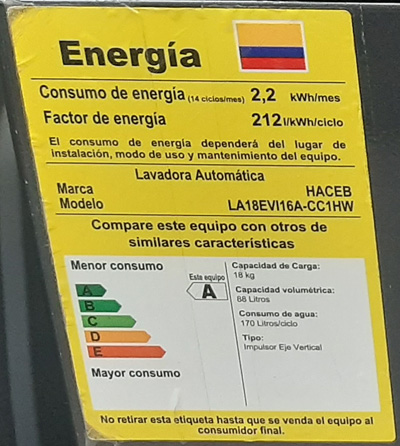 Energía
Consumo de energía (14 ciclos/mes) 2,2 kWh/mes
Factor de energía 212 l/kWh/ciclo
El consumo de energía dependerá del lugar de
instalación, modo de uso y mantenimiento del equipo.
Lavadora Automática
Marca HACEB
Modelo LA18EVI16A-CC1HW
Compare este equipo con otros de
similares características
Menor consumo
Este equipo
A
A
B
C
D
E
Mayor consumo
Capacidad de Carga:
18 kg
Capacidad volumétrica:
68 Litros
Consumo de agua:
170 Litros/ciclo
Tipo:
Impulsor Eje Vertical
No retirar esta etiqueta hasta que se venda el equipo al
consumidor final.